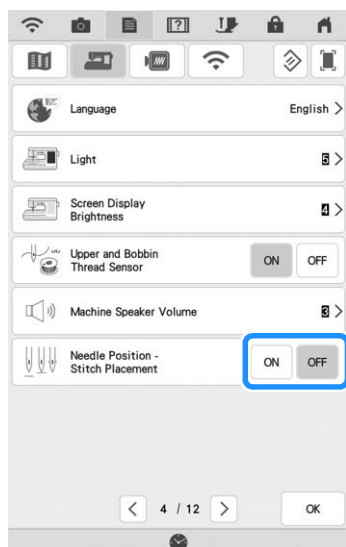 Language English >
Light 5 >
Screen Display
Brightness 4 >
Upper and Bobbin
Thread Sensor ON OFF
Machine Speaker Volume 3 >
Needle Position -
Stitch Placement ON OFF
< 4 / 12 > OK